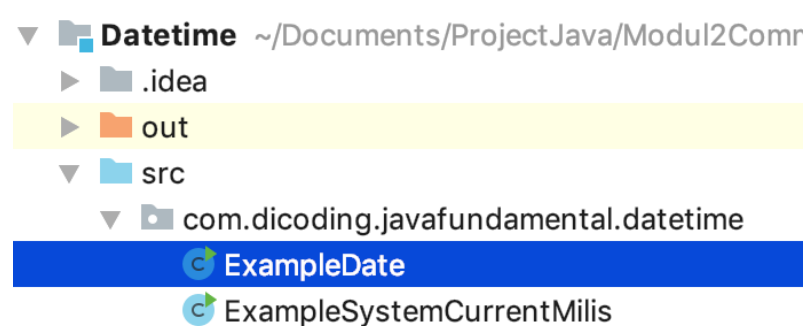 Datetime ~/Documents/ProjectJava/Modul2Comm
.idea
out
src
com.dicoding.javafundamental.datetime
C ExampleDate
C ExampleSystemCurrentMilis